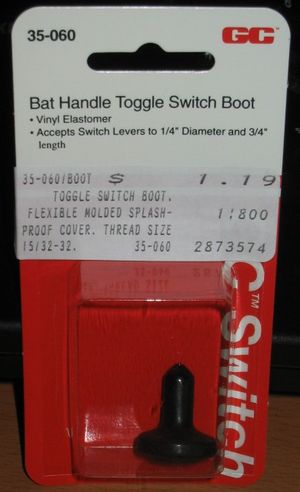 35-060 GC
Bat Handle Toggle Switch Boot
• Vinyl Elastomer
• Accepts Switch Levers to 1/4" Diameter and 3/4"
length
35-060/BOOT $ 1.19
TOGGLE SWITCH BOOT.
FLEXIBLE MOLDED SPLASH- 1:800
PROOF COVER. THREAD SIZE
15/32-32. 35-060 2873574
C™ Switch